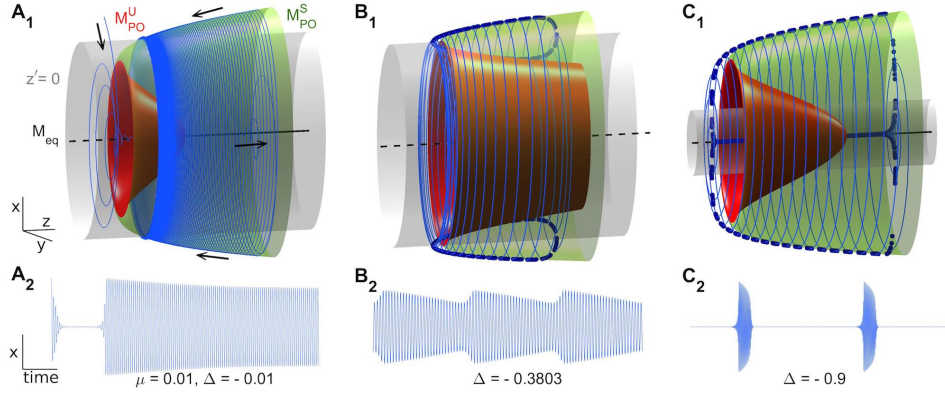 A₁
M^U_PO
M^S_PO
z'= 0
M_eq
x
z
y
B₁
C₁
A₂
x
time
μ = 0.01, Δ = - 0.01
B₂
Δ = - 0.3803
C₂
Δ = - 0.9